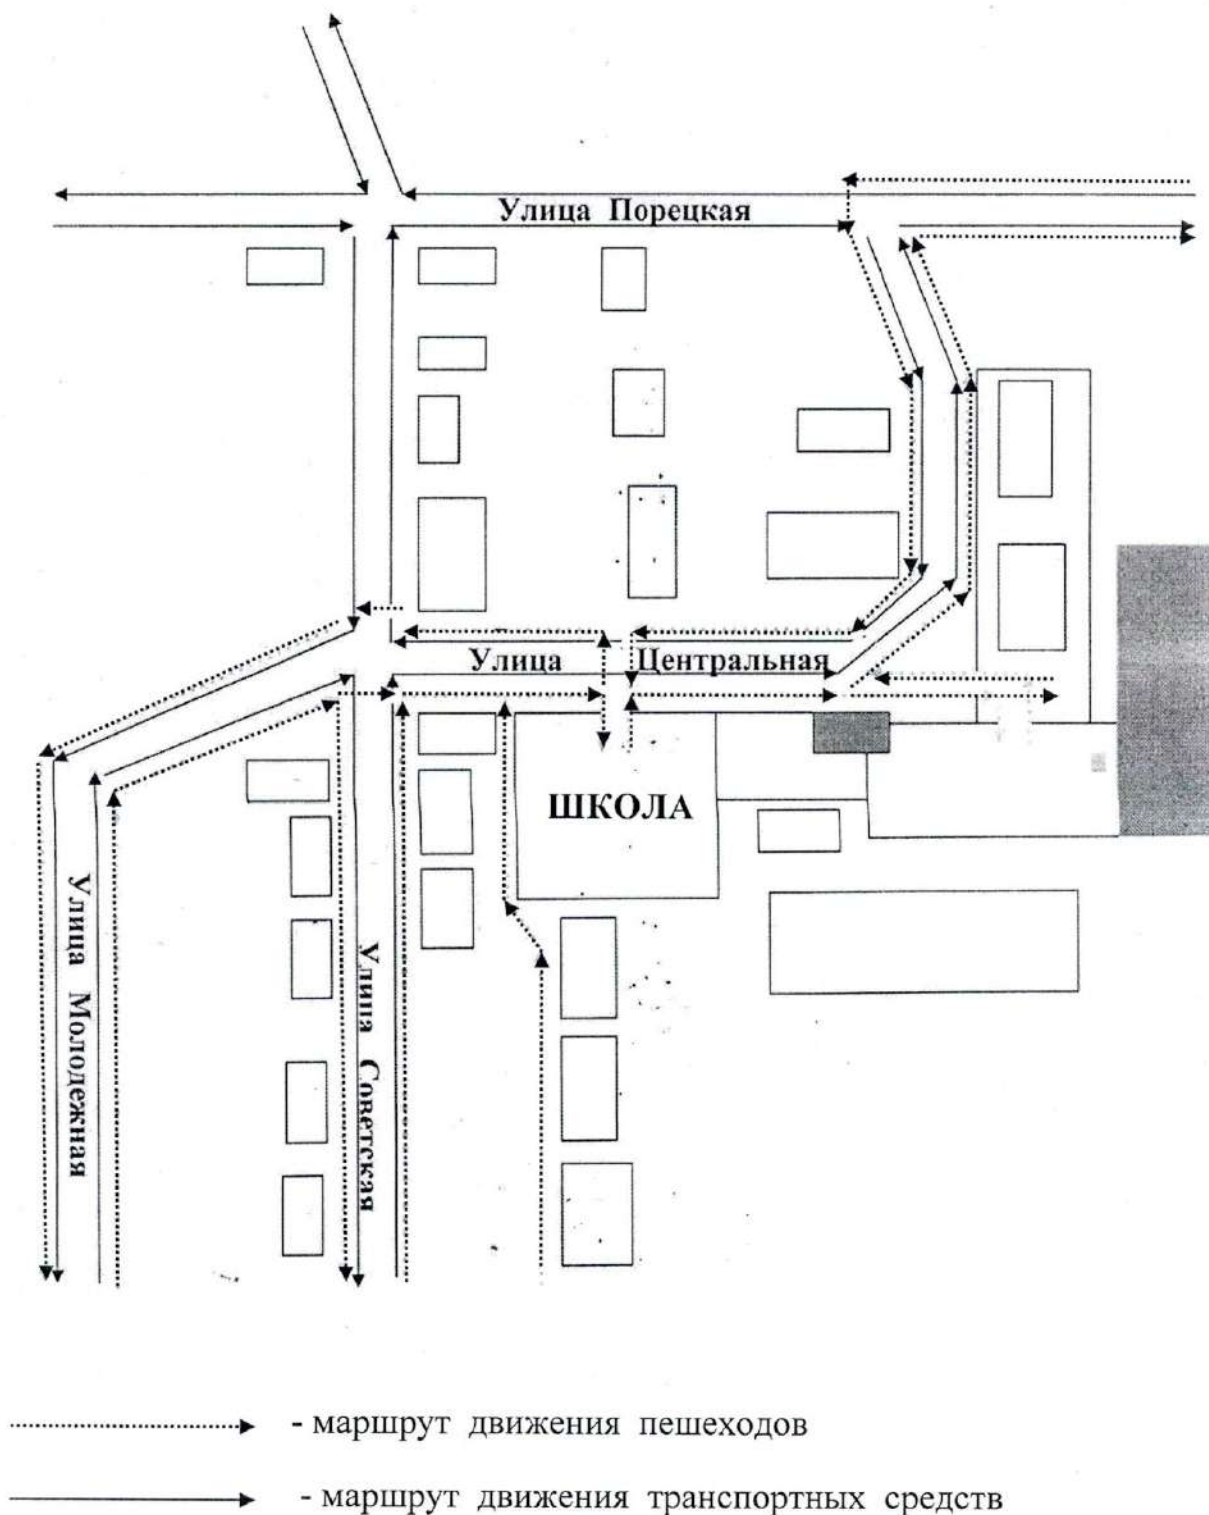 Улица Порецкая
Улица Центральная
ШКОЛА
Улица Молодежная
Улица Советская
- маршрут движения пешеходов
- маршрут движения транспортных средств